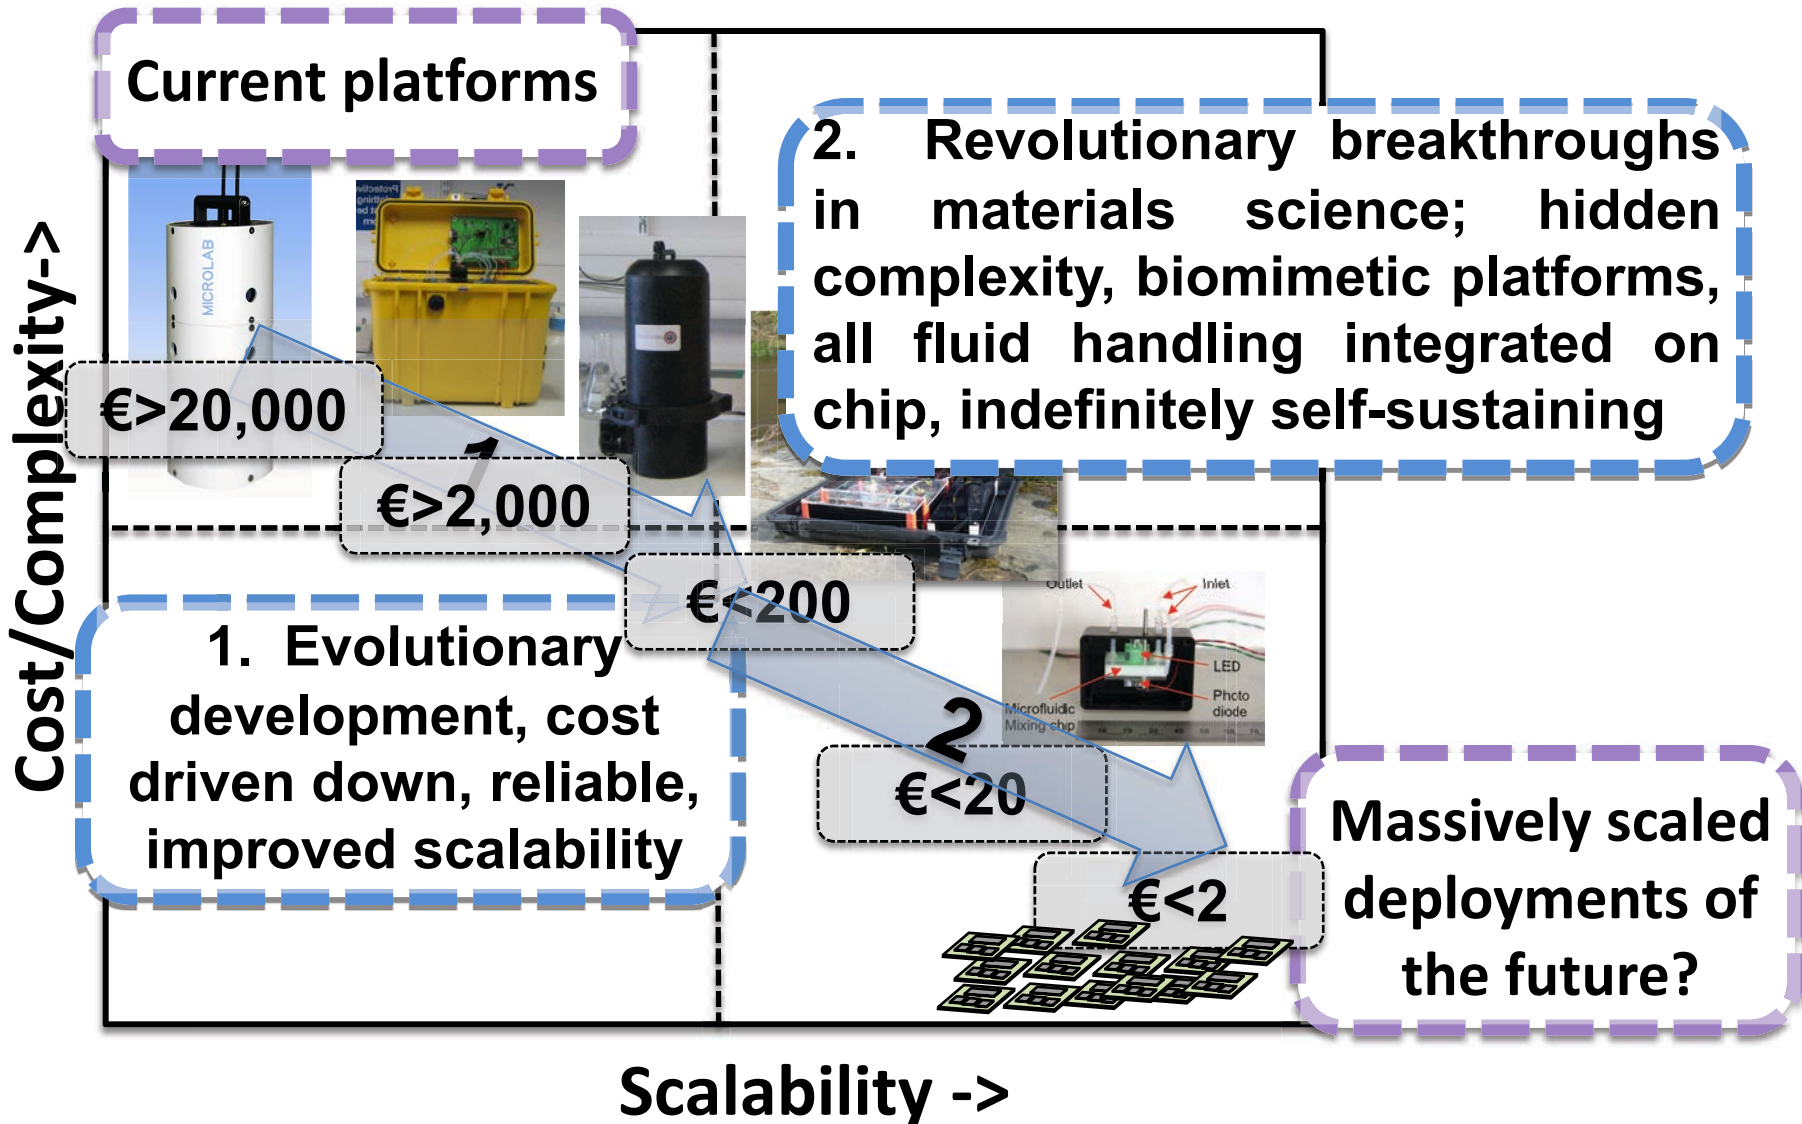 Current platforms
2. Revolutionary breakthroughs
in materials science; hidden
complexity, biomimetic platforms,
all fluid handling integrated on
chip, indefinitely self-sustaining
MICROLAB
Cost/Complexity->
€>20,000
1
€>2,000
€<200
1. Evolutionary
development, cost
driven down, reliable,
improved scalability
Outlet
Inlet
LED
Photo
diode
Microfluidic
Mixing chip
2
€<20
€<2
Massively scaled
deployments of
the future?
Scalability ->